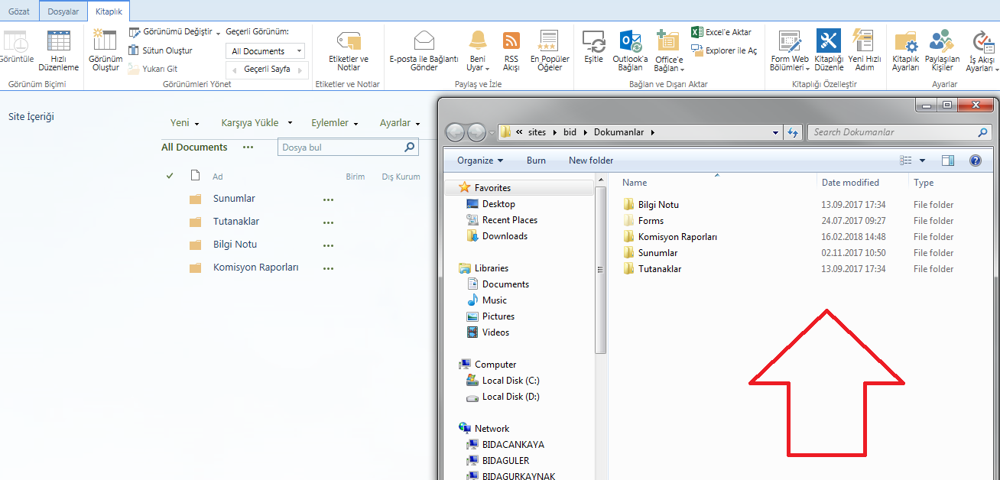 Gözat Dosyalar Kitaplık
Görüntüle
Hızlı Düzenleme
Görünüm Biçimi
Görünüm Oluştur
Görünümü Değiştir
Sütun Oluştur
Yukarı Git
Geçerli Görünüm:
All Documents
Geçerli Sayfa
Görünümleri Yönet
Etiketler ve Notlar
Etiketler ve Notlar
E-posta ile Bağlantı Gönder
Beni Uyar
RSS Akışı
En Popüler Öğeler
Paylaş ve İzle
Eşitle
Outlook'a Bağlan
Office'e Bağlan
Excel'e Aktar
Explorer ile Aç
Bağlan ve Dışarı Aktar
Form Web Bölümleri
Kitaplığı Düzenle
Yeni Hızlı Adım
Kitaplığı Özelleştir
Kitaplık Ayarları
Paylaşılan Kişiler
İş Akışı Ayarları
Ayarlar
Site İçeriği
Yeni Karşıya Yükle Eylemler Ayarlar
All Documents ••• Dosya bul
Ad Birim Dış Kurum
Sunumlar •••
Tutanaklar •••
Bilgi Notu •••
Komisyon Raporları •••
« sites bid Dokumanlar
Search Dokumanlar
Organize Burn New folder
Favorites
Desktop
Recent Places
Downloads
Libraries
Documents
Music
Pictures
Videos
Computer
Local Disk (C:)
Local Disk (D:)
Network
BIDACANKAYA
BIDAGULER
BIDAGURKAYNAK
Name Date modified Type
Bilgi Notu 13.09.2017 17:34 File folder
Forms 24.07.2017 09:27 File folder
Komisyon Raporları 16.02.2018 14:48 File folder
Sunumlar 02.11.2017 10:50 File folder
Tutanaklar 13.09.2017 17:34 File folder